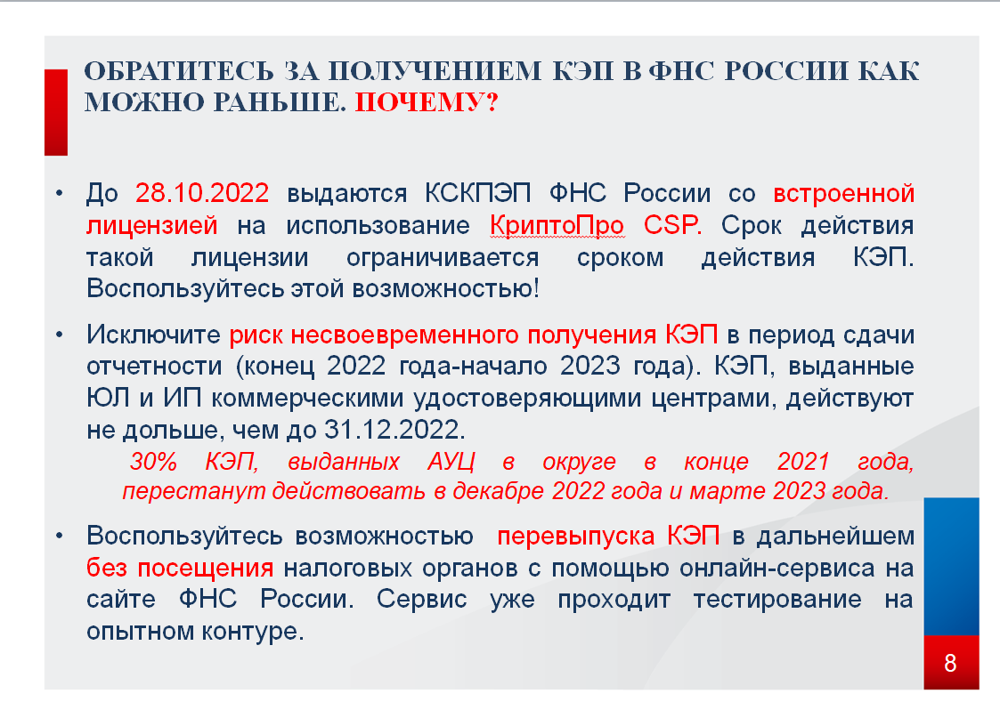 ОБРАТИТЕСЬ ЗА ПОЛУЧЕНИЕМ КЭП В ФНС РОССИИ КАК
МОЖНО РАНЬШЕ. ПОЧЕМУ?
• До 28.10.2022 выдаются КСКПЭП ФНС России со встроенной
лицензией на использование КриптоПро CSP. Срок действия
такой лицензии ограничивается сроком действия КЭП.
Воспользуйтесь этой возможностью!
• Исключите риск несвоевременного получения КЭП в период сдачи
отчетности (конец 2022 года-начало 2023 года). КЭП, выданные
ЮЛ и ИП коммерческими удостоверяющими центрами, действуют
не дольше, чем до 31.12.2022.
30% КЭП, выданных АУЦ в округе в конце 2021 года,
перестанут действовать в декабре 2022 года и марте 2023 года.
• Воспользуйтесь возможностью перевыпуска КЭП в дальнейшем
без посещения налоговых органов с помощью онлайн-сервиса на
сайте ФНС России. Сервис уже проходит тестирование на
опытном контуре.
8